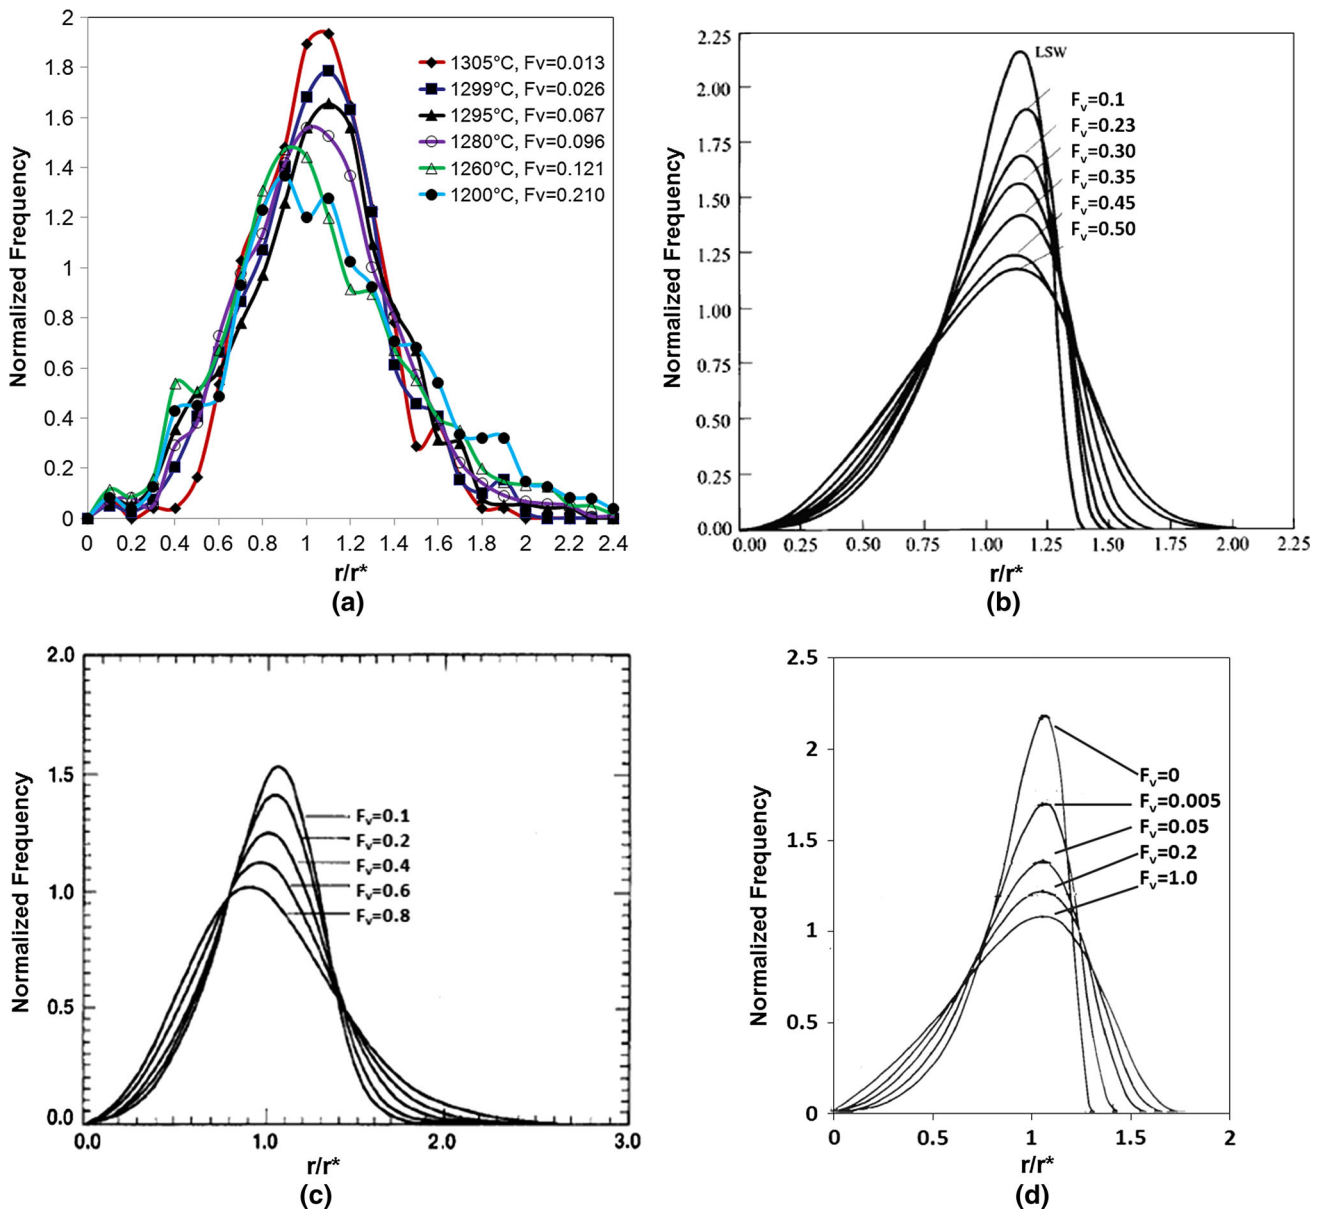 2
1.8
1.6
1.4
1.2
1
0.8
0.6
0.4
0.2
0
Normalized Frequency
1305°C, Fv=0.013
1299°C, Fv=0.026
1295°C, Fv=0.067
1280°C, Fv=0.096
1260°C, Fv=0.121
1200°C, Fv=0.210
0 0.2 0.4 0.6 0.8 1 1.2 1.4 1.6 1.8 2 2.2 2.4
r/r*
(a)
2.25
2.00
1.75
1.50
1.25
1.00
0.75
0.50
0.25
0.00
Normalized Frequency
LSW
Fv=0.1
Fv=0.23
Fv=0.30
Fv=0.35
Fv=0.45
Fv=0.50
0.00 0.25 0.50 0.75 1.00 1.25 1.50 1.75 2.00 2.25
r/r*
(b)
2.0
1.5
1.0
0.5
0.0
Normalized Frequency
Fv=0.1
Fv=0.2
Fv=0.4
Fv=0.6
Fv=0.8
0.0 1.0 2.0 3.0
r/r*
(c)
2.5
2
1.5
1
0.5
0
Normalized Frequency
Fv=0
Fv=0.005
Fv=0.05
Fv=0.2
Fv=1.0
0 0.5 1 1.5 2
r/r*
(d)